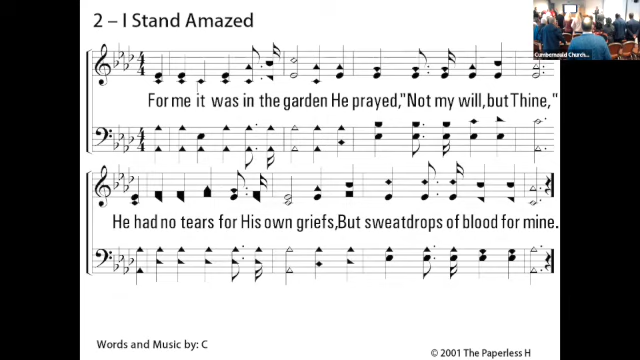 2 – I Stand Amazed
Cumbernauld Church...
For me it was in the garden He prayed,"Not my will, but Thine,"
He had no tears for His own griefs,But sweatdrops of blood for mine.
Words and Music by: C
© 2001 The Paperless H